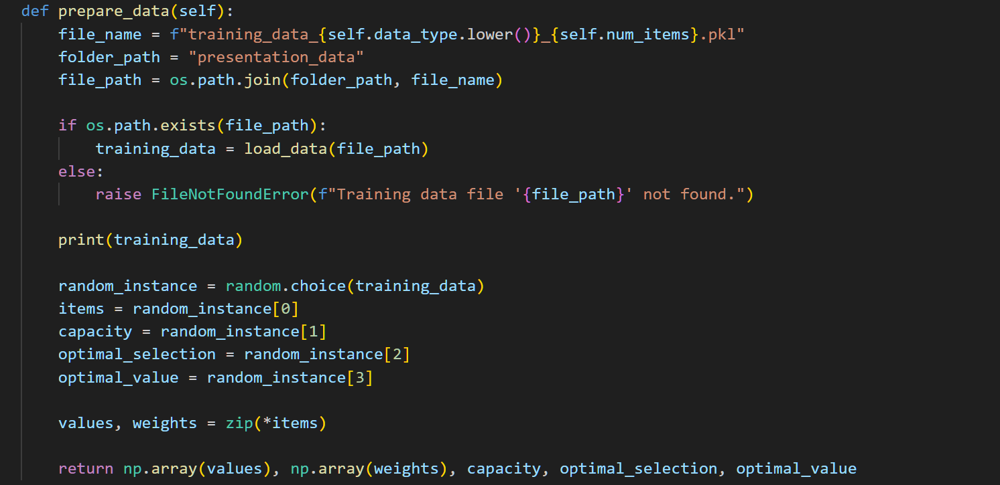 def prepare_data(self):
    file_name = f"training_data_{self.data_type.lower()}_{self.num_items}.pkl"
    folder_path = "presentation_data"
    file_path = os.path.join(folder_path, file_name)

    if os.path.exists(file_path):
        training_data = load_data(file_path)
    else:
        raise FileNotFoundError(f"Training data file '{file_path}' not found.")

    print(training_data)

    random_instance = random.choice(training_data)
    items = random_instance[0]
    capacity = random_instance[1]
    optimal_selection = random_instance[2]
    optimal_value = random_instance[3]

    values, weights = zip(*items)

    return np.array(values), np.array(weights), capacity, optimal_selection, optimal_value